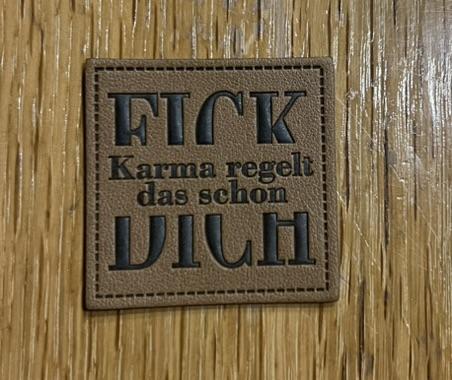 FICK
Karma regelt
das schon
DICH